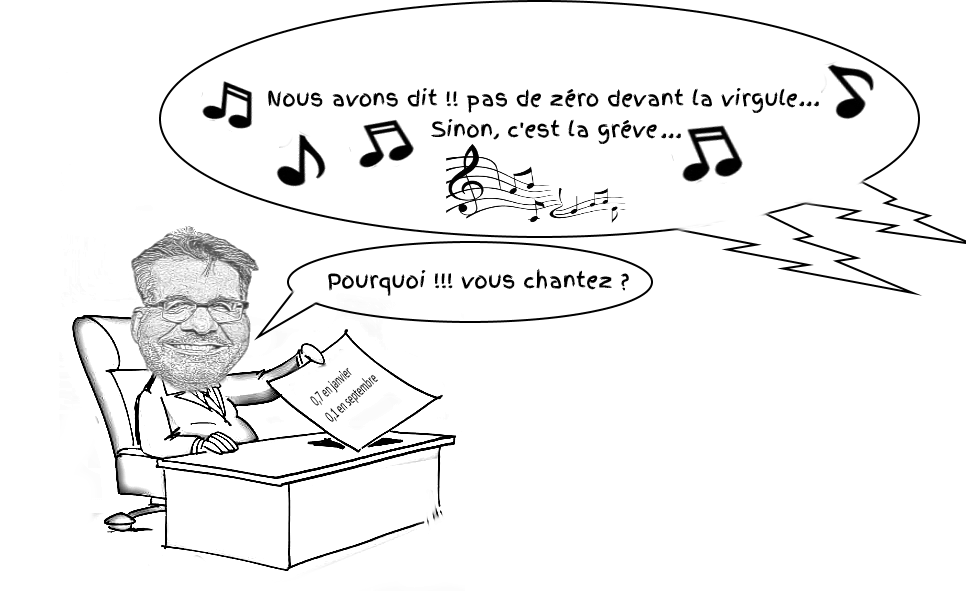 Nous avons dit !! pas de zéro devant la virgule...
Sinon, c'est la gréve...
Pourquoi !!! vous chantez ?
0,7 en janvier
0,1 en septembre